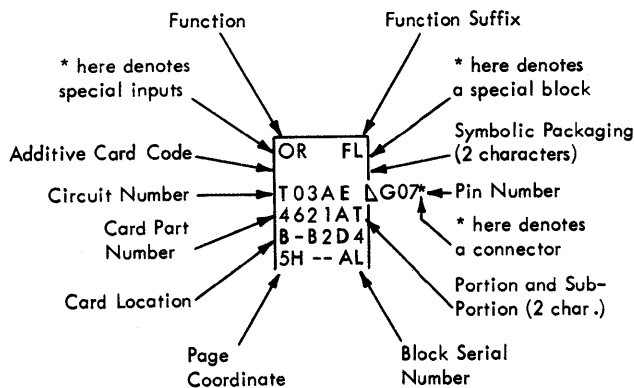 Function
Function Suffix
* here denotes
special inputs
* here denotes
a special block
Additive Card Code
Symbolic Packaging
(2 characters)
OR FL
Circuit Number
T03AE G07*
Pin Number
Card Part
Number
4621AT
* here denotes
a connector
B-B2D4
5H -- AL
Card Location
Portion and Sub-
Portion (2 char.)
Page
Coordinate
Block Serial
Number